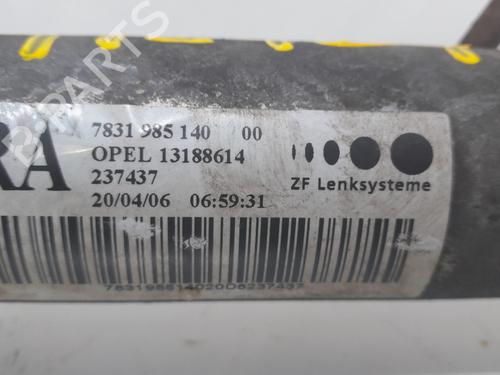 B-PARTS
RA
7831 985 140 00
OPEL 13188614
237437
20/04/06 06:59:31
ZF Lenksysteme